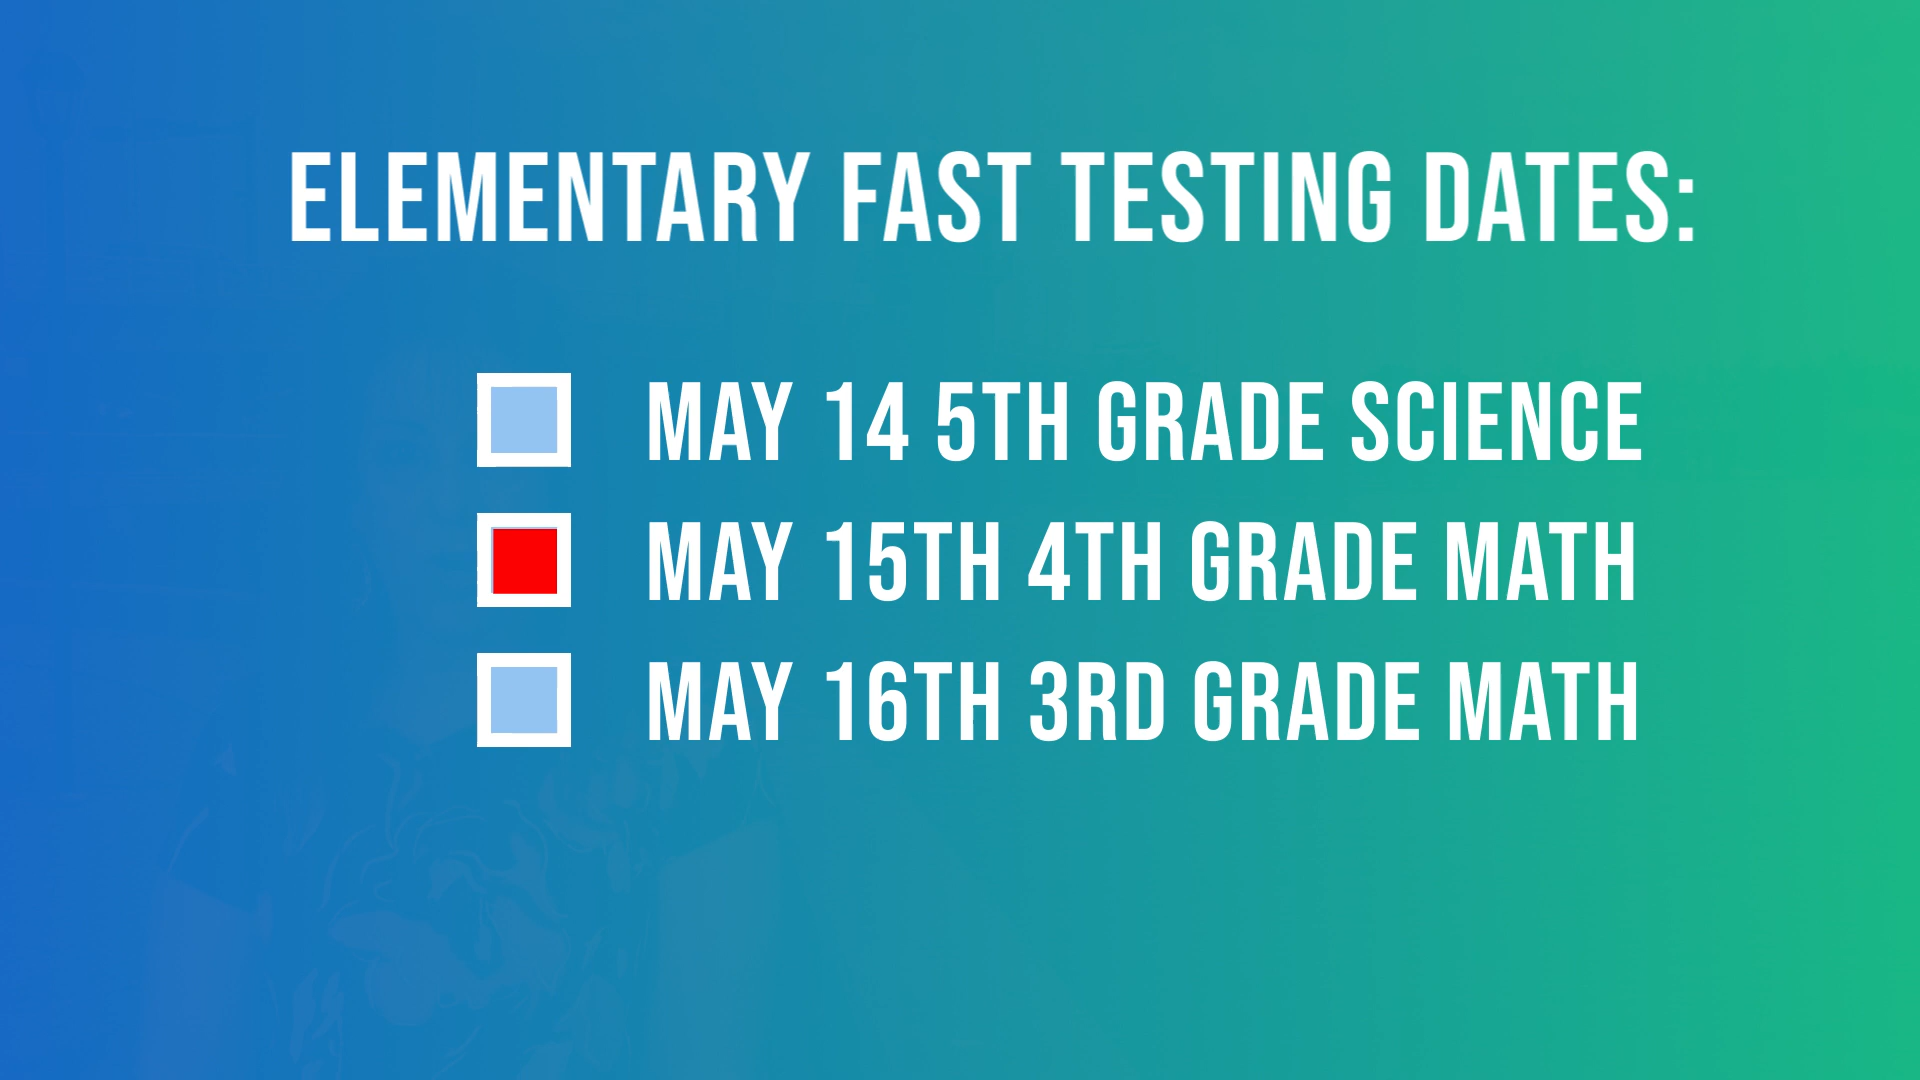 ELEMENTARY FAST TESTING DATES:
MAY 14 5TH GRADE SCIENCE
MAY 15TH 4TH GRADE MATH
MAY 16TH 3RD GRADE MATH